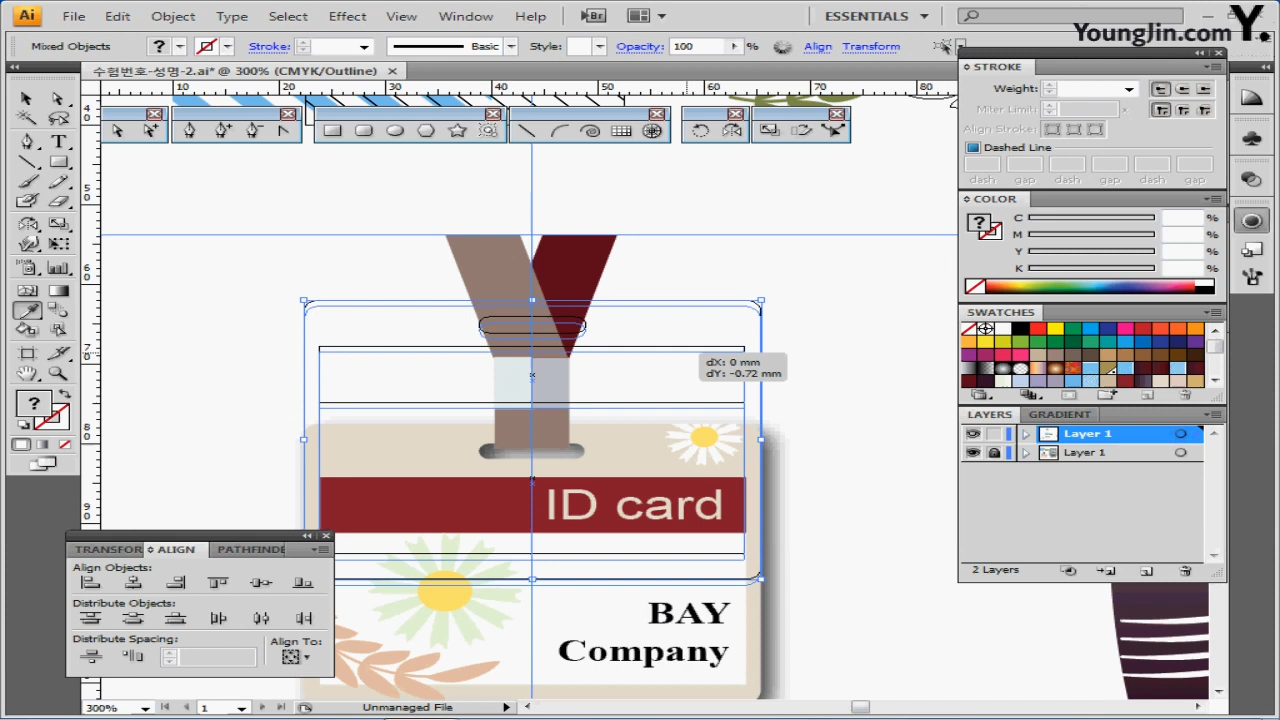 Ai File Edit Object Type Select Effect View Window Help Br ESSENTIALS
YoungJin.com Y.
Mixed Objects ? Stroke: Basic Style: Opacity: 100 % Align Transform
수험번호-성명-2.ai* @ 300% (CMYK/Outline) ×
10 20 30 40 50 60 70 80
STROKE
Weight:
Miter Limit: x
Align Stroke:
Dashed Line
dash gap dash gap dash gap
COLOR
?
C %
M %
Y %
K %
SWATCHES
LAYERS GRADIENT
Layer 1
Layer 1
2 Layers
dX: 0 mm
dY: -0.72 mm
?
ID card
BAY
Company
TRANSFOR ALIGN PATHFINDE
Align Objects:
Distribute Objects:
Distribute Spacing: Align To:
300% 1 Unmanaged File